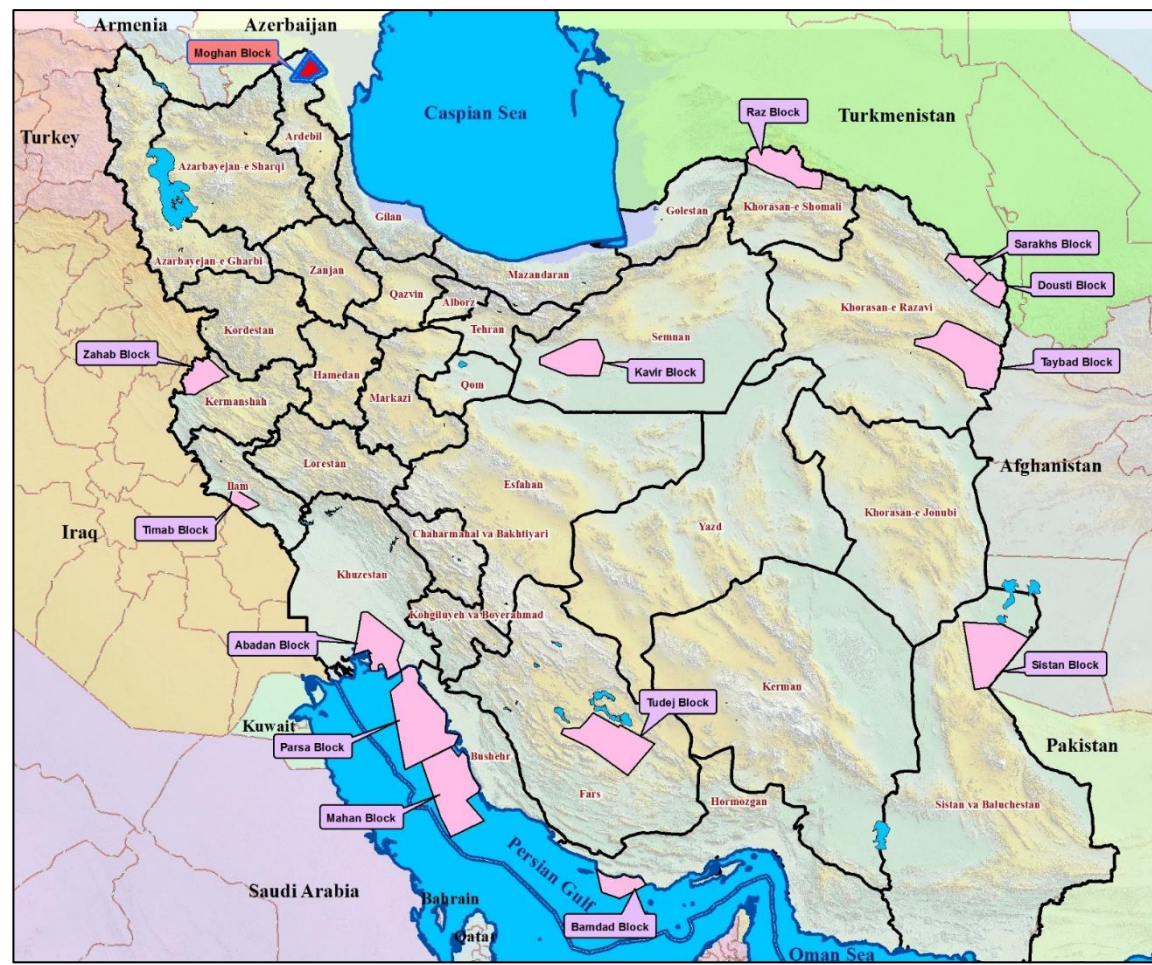 Armenia
Azerbaijan
Moghan Block
Caspian Sea
Raz Block
Turkmenistan
Turkey
Ardebil
Azarbayejan-e Sharqi
Gilan
Golestan
Khorasan-e Shomali
Sarakhs Block
Azarbayejan-e Gharbi
Zanjan
Mazandaran
Dousti Block
Qazvin
Alborz
Khorasan-e Razavi
Kordestan
Tehran
Semnan
Zahab Block
Hamedan
Kavir Block
Taybad Block
Qom
Kermanshah
Markazi
Lorestan
Afghanistan
Ilam
Esfahan
Khorasan-e Jonubi
Timab Block
Iraq
Chaharmahal va Bakhtiyari
Yazd
Khuzestan
Kohgiluyeh va Boyerahmad
Abadan Block
Sistan Block
Kerman
Tudej Block
Kuwait
Parsa Block
Bushehr
Pakistan
Fars
Hormozgan
Sistan va Baluchestan
Mahan Block
Persian Gulf
Saudi Arabia
Bahrain
Bamdad Block
Qatar
Oman Sea